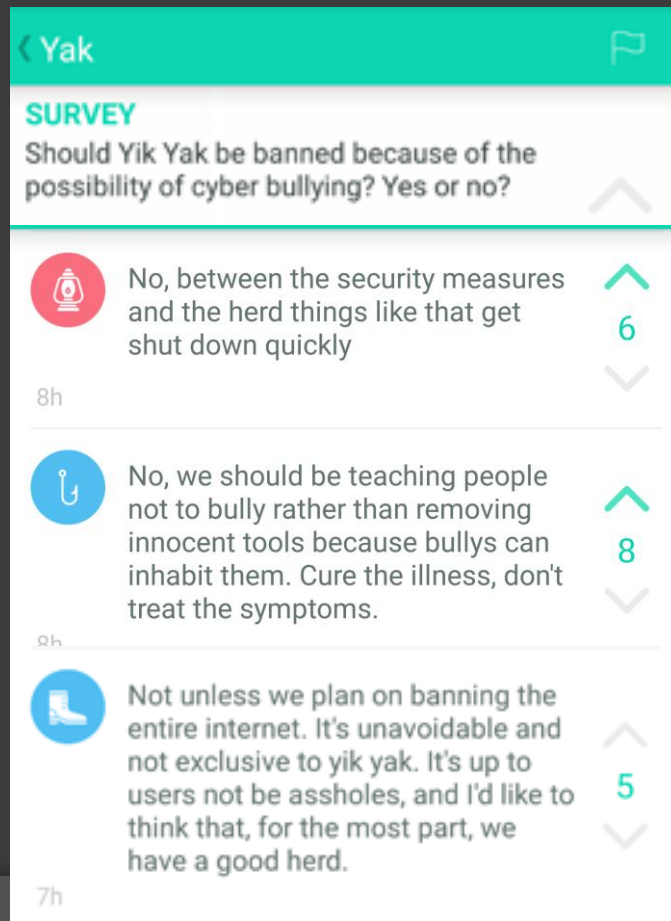 Yak
SURVEY
Should Yik Yak be banned because of the
possibility of cyber bullying? Yes or no?
No, between the security measures
and the herd things like that get
shut down quickly
6
8h
No, we should be teaching people
not to bully rather than removing
innocent tools because bullys can
inhabit them. Cure the illness, don't
treat the symptoms.
8
8h
Not unless we plan on banning the
entire internet. It's unavoidable and
not exclusive to yik yak. It's up to
users not be assholes, and I'd like to
think that, for the most part, we
have a good herd.
5
7h